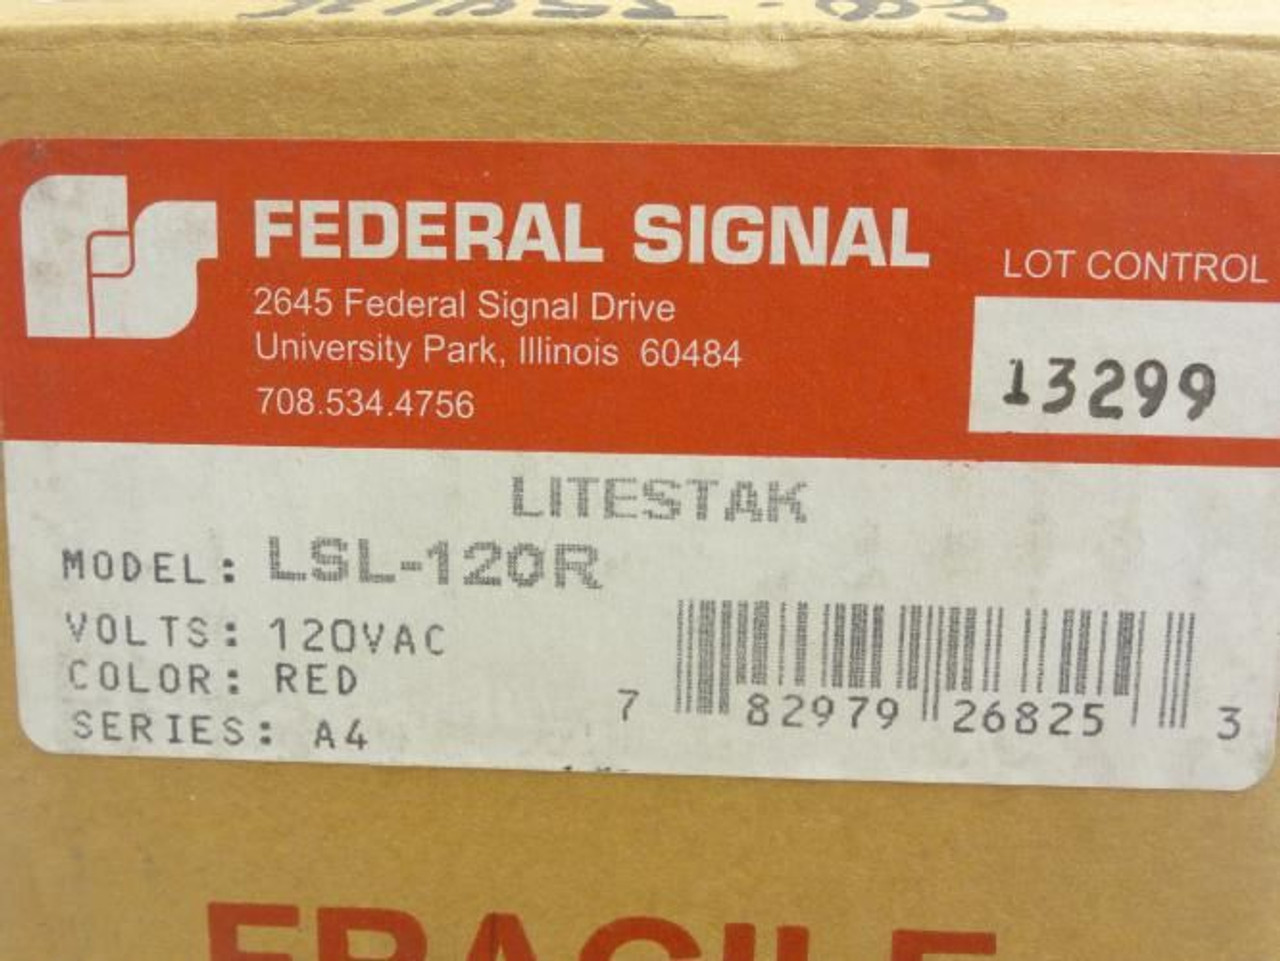 FEDERAL SIGNAL
2645 Federal Signal Drive
University Park, Illinois 60484
708.534.4756
LOT CONTROL
13299
LITESTAK
MODEL: LSL-120R
VOLTS: 120VAC
COLOR: RED
SERIES: A4
7 82979 26825 3
FRAGILE